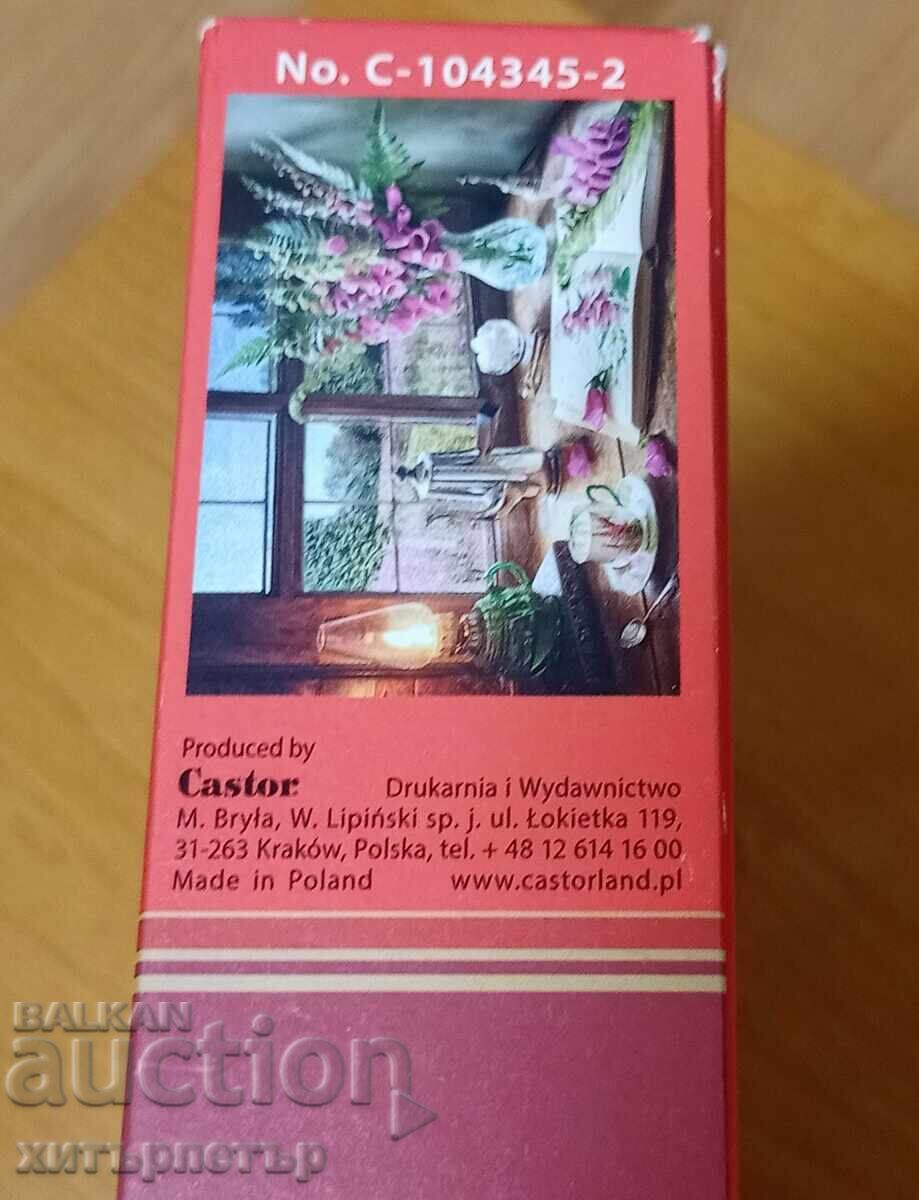 No. C-104345-2
Produced by
Castor Drukarnia i Wydawnictwo
M. Bryła, W. Lipiński sp. j. ul. Łokietka 119,
31-263 Kraków, Polska, tel. + 48 12 614 16 00
Made in Poland www.castorland.pl
BALKAN
auction
хитърпетър